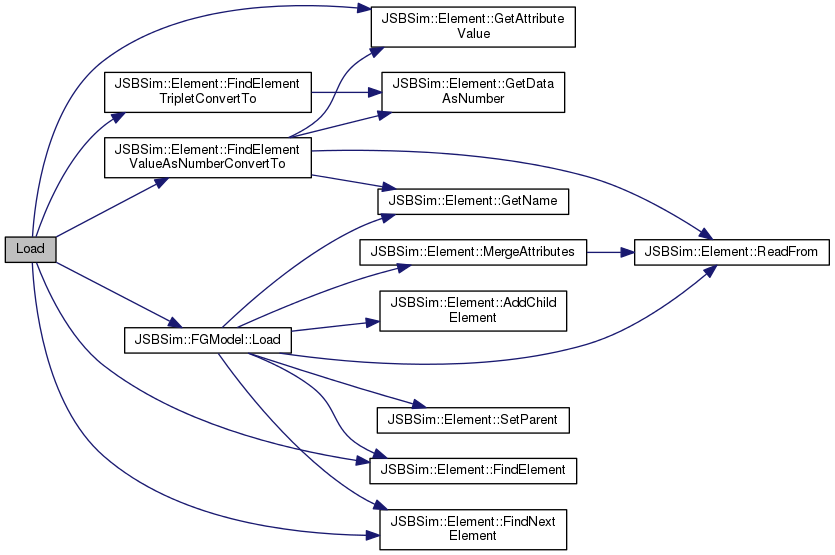 Load
JSBSim::Element::GetAttribute
Value
JSBSim::Element::FindElement
TripletConvertTo
JSBSim::Element::GetData
AsNumber
JSBSim::Element::FindElement
ValueAsNumberConvertTo
JSBSim::Element::GetName
JSBSim::Element::MergeAttributes
JSBSim::Element::ReadFrom
JSBSim::Element::AddChild
Element
JSBSim::FGModel::Load
JSBSim::Element::SetParent
JSBSim::Element::FindElement
JSBSim::Element::FindNext
Element